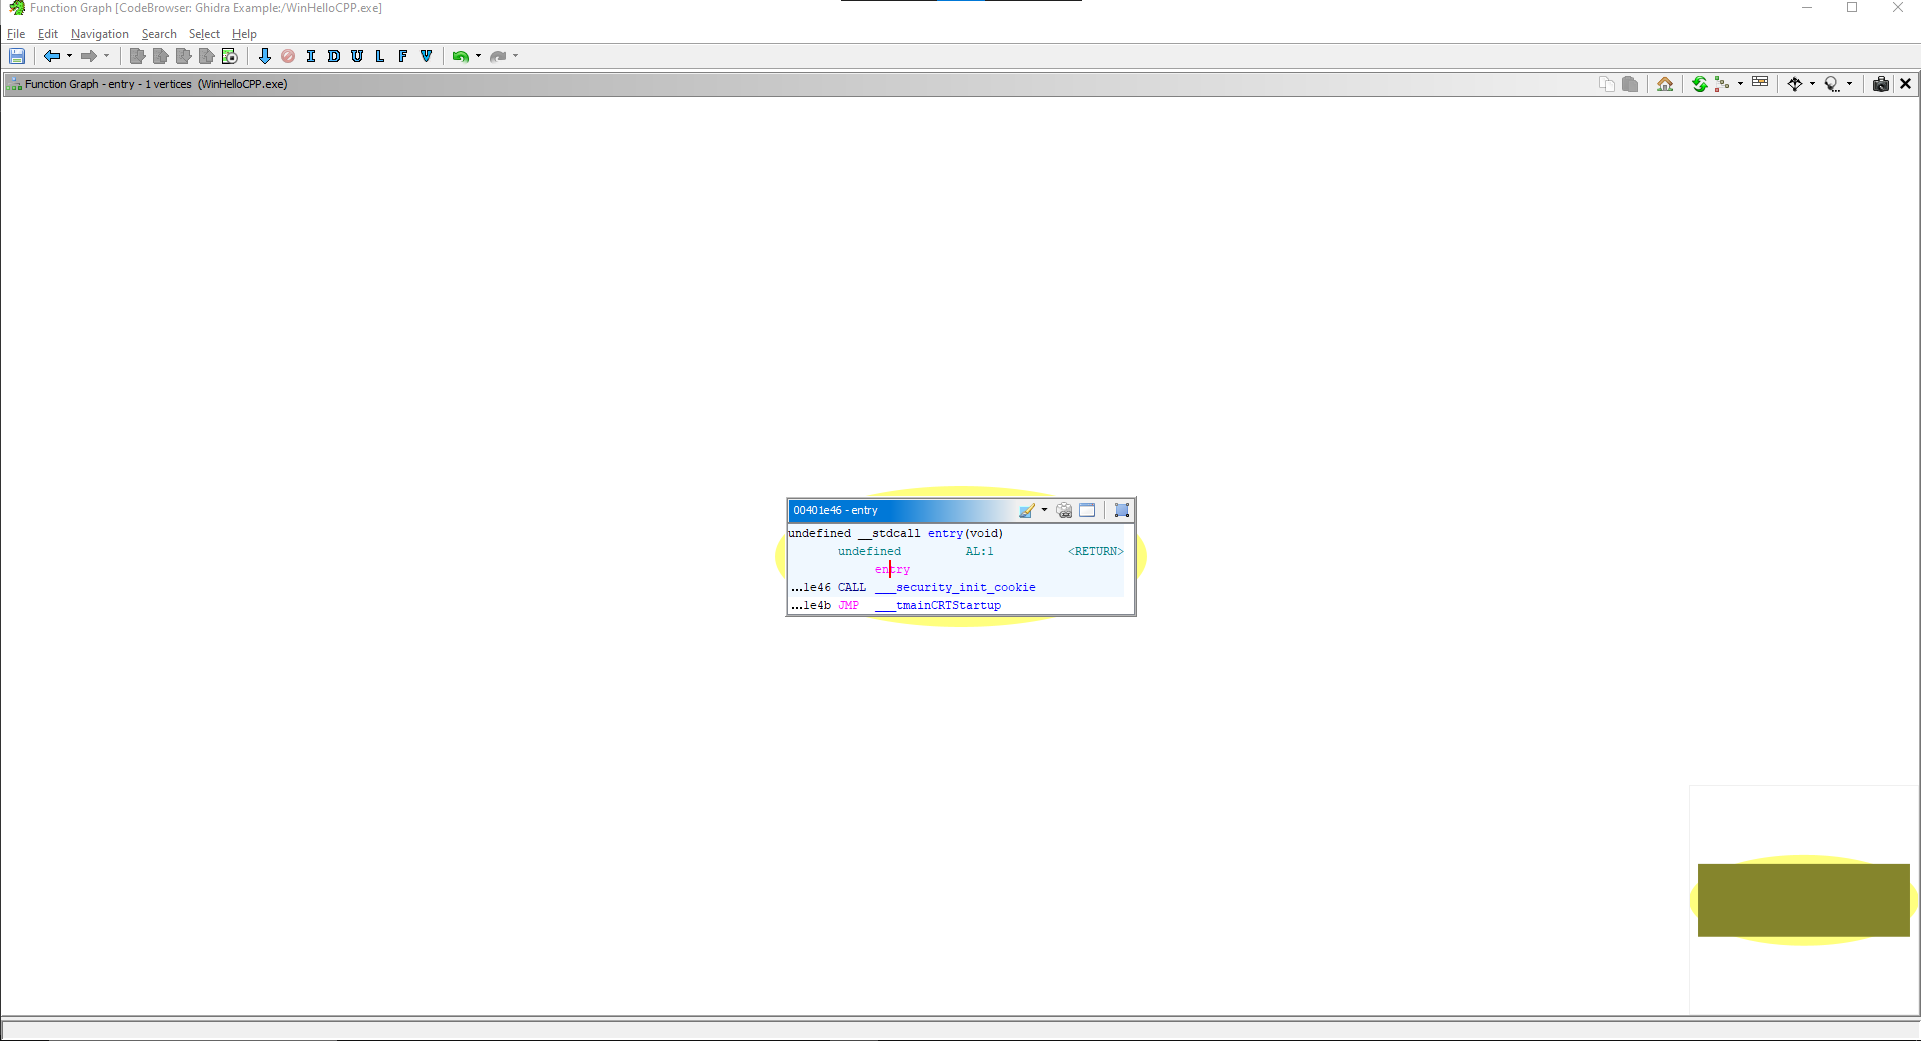 Function Graph [CodeBrowser: Ghidra Example:/WinHelloCPP.exe]
File Edit Navigation Search Select Help
I D U L F V
Function Graph - entry - 1 vertices (WinHelloCPP.exe)
00401e46 - entry
undefined __stdcall entry(void)
undefined AL:1 <RETURN>
entry
...1e46 CALL ___security_init_cookie
...1e4b JMP ___tmainCRTStartup